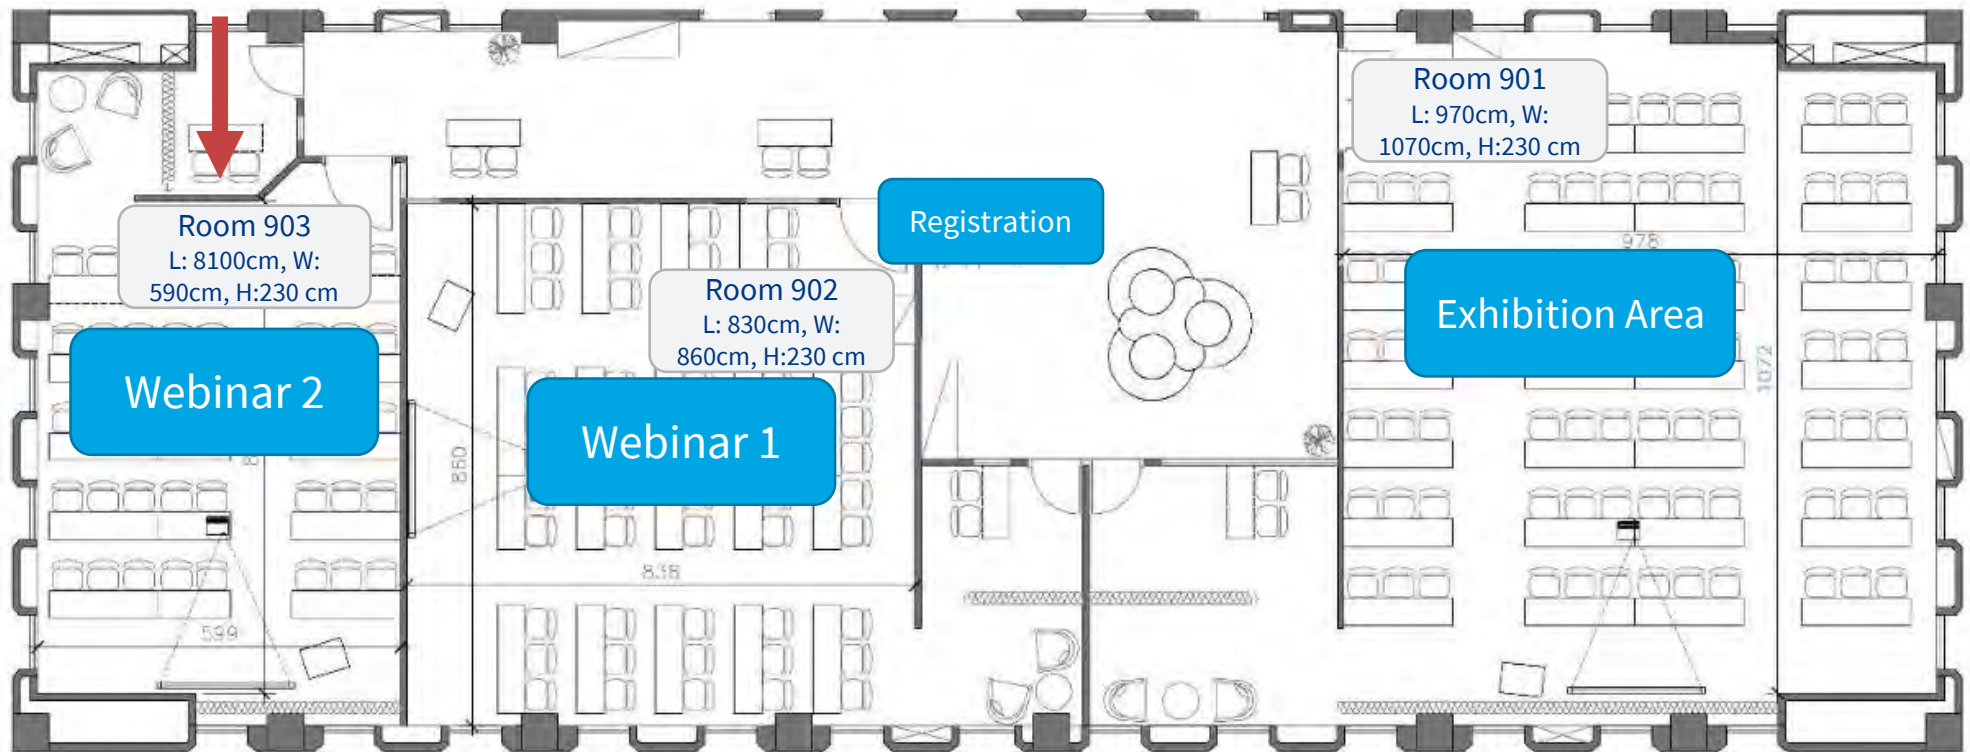 Room 901
L: 970cm, W:
1070cm, H:230 cm
Room 903
L: 8100cm, W:
590cm, H:230 cm
Registration
978
Room 902
L: 830cm, W:
860cm, H:230 cm
Exhibition Area
Webinar 2
1072
Webinar 1
860
838
599